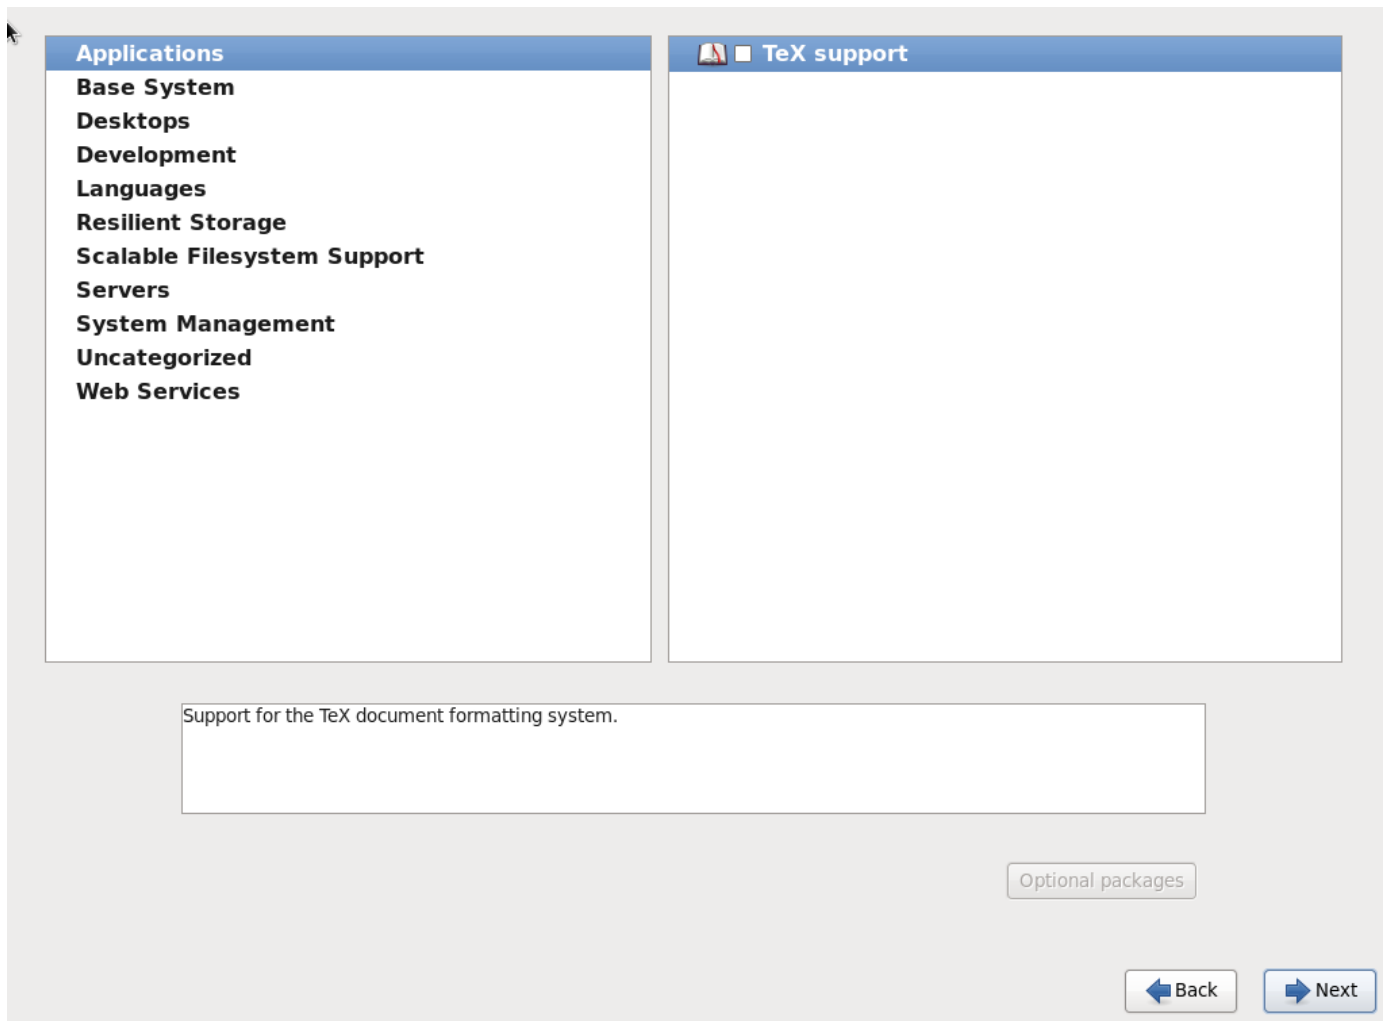 Applications
Base System
Desktops
Development
Languages
Resilient Storage
Scalable Filesystem Support
Servers
System Management
Uncategorized
Web Services
TeX support
Support for the TeX document formatting system.
Optional packages
Back
Next